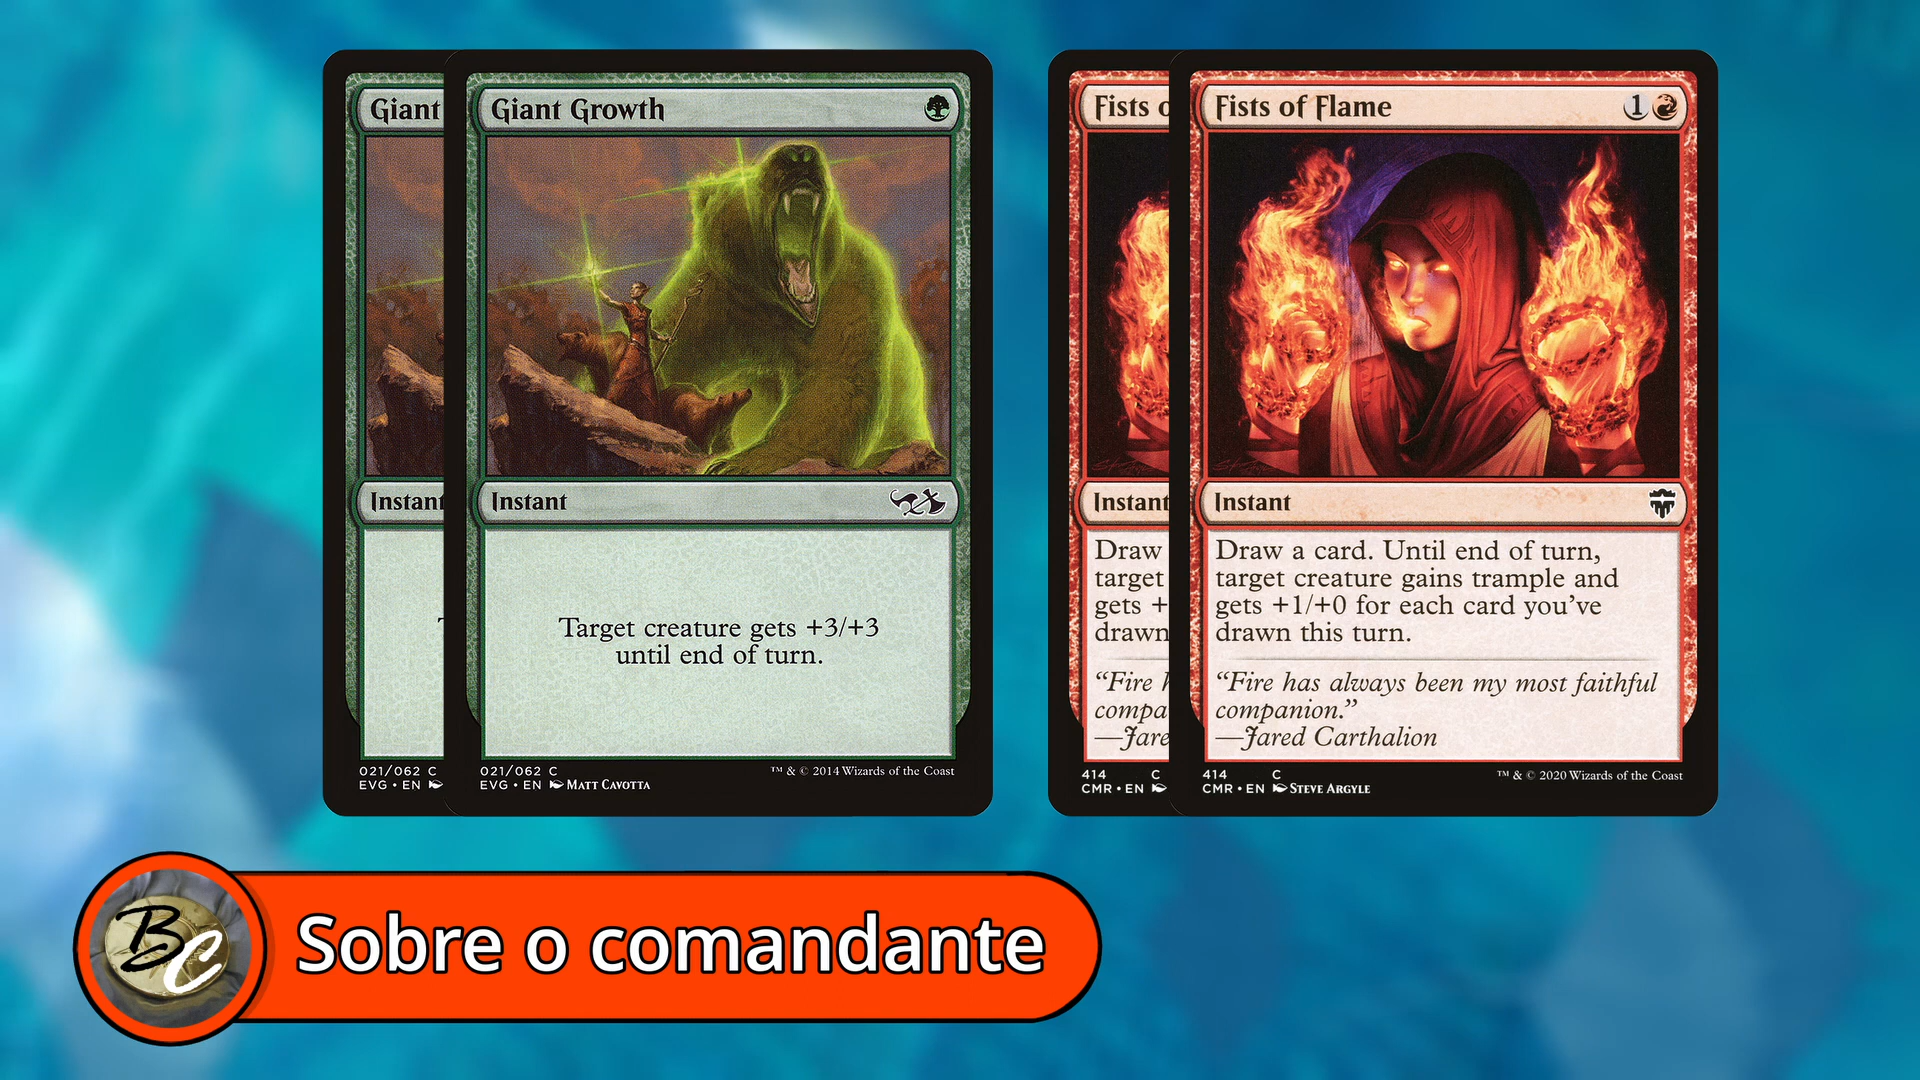 Giant
Instant
021/062 C
EVG • EN
Giant Growth
Instant
Target creature gets +3/+3
until end of turn.
021/062 C
EVG • EN MATT CAVOTTA
™ & © 2014 Wizards of the Coast
Fists o
Instant
Draw
target
gets +
drawn
“Fire h
compa
—Jare
414 C
CMR • EN
Fists of Flame
1
Instant
Draw a card. Until end of turn,
target creature gains trample and
gets +1/+0 for each card you’ve
drawn this turn.
“Fire has always been my most faithful
companion.”
—Jared Carthalion
414 C
CMR • EN STEVE ARGYLE
™ & © 2020 Wizards of the Coast
BC
Sobre o comandante